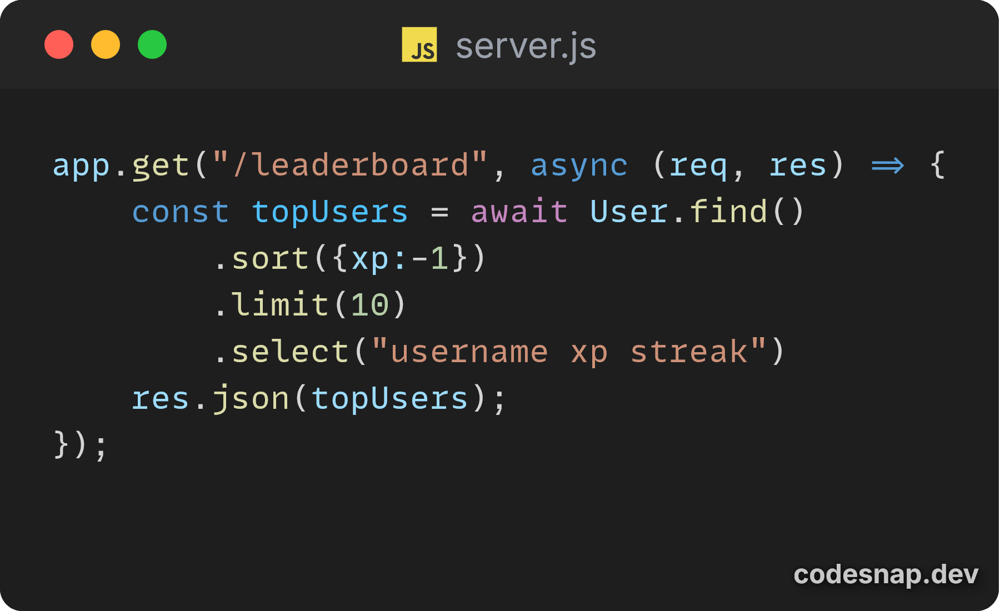 JS server.js
app.get("/leaderboard", async (req, res) => {
    const topUsers = await User.find()
        .sort({xp:-1})
        .limit(10)
        .select("username xp streak")
    res.json(topUsers);
});
codesnap.dev